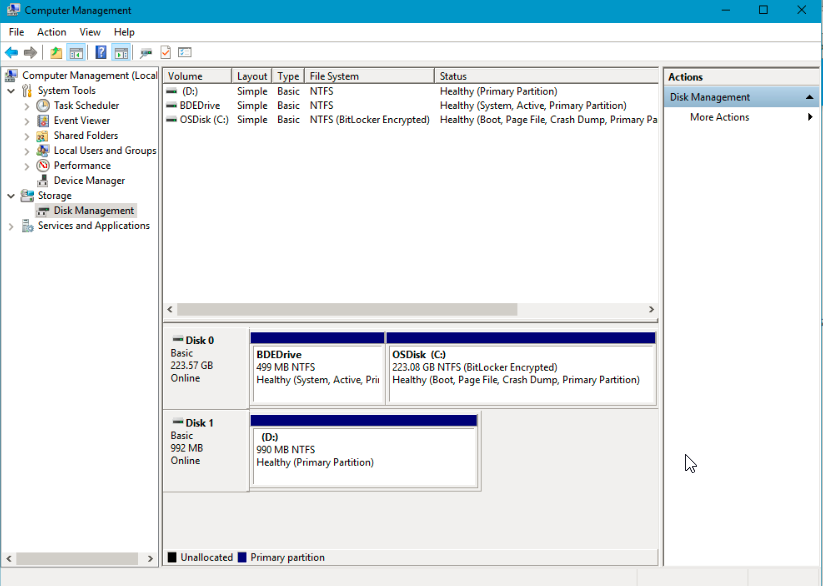 Computer Management
File Action View Help
Computer Management (Local
System Tools
Task Scheduler
Event Viewer
Shared Folders
Local Users and Groups
Performance
Device Manager
Storage
Disk Management
Services and Applications
Volume Layout Type File System Status
(D:) Simple Basic NTFS Healthy (Primary Partition)
BDEDrive Simple Basic NTFS Healthy (System, Active, Primary Partition)
OSDisk (C:) Simple Basic NTFS (BitLocker Encrypted) Healthy (Boot, Page File, Crash Dump, Primary Pa
Disk 0
Basic
223.57 GB
Online
BDEDrive
499 MB NTFS
Healthy (System, Active, Pri
OSDisk (C:)
223.08 GB NTFS (BitLocker Encrypted)
Healthy (Boot, Page File, Crash Dump, Primary Partition)
Disk 1
Basic
992 MB
Online
(D:)
990 MB NTFS
Healthy (Primary Partition)
Unallocated Primary partition
Actions
Disk Management
More Actions